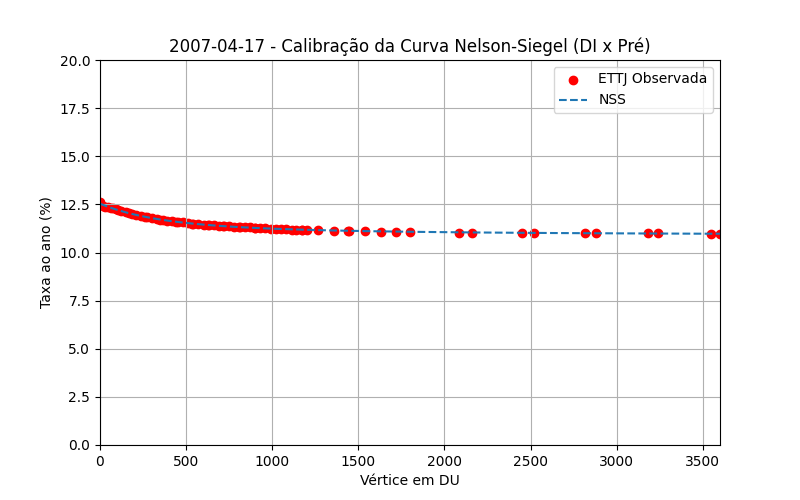 2007-04-17 - Calibração da Curva Nelson-Siegel (DI x Pré)
ETTJ Observada
NSS
Taxa ao ano (%)
20.0
17.5
15.0
12.5
10.0
7.5
5.0
2.5
0.0
0 500 1000 1500 2000 2500 3000 3500
Vértice em DU